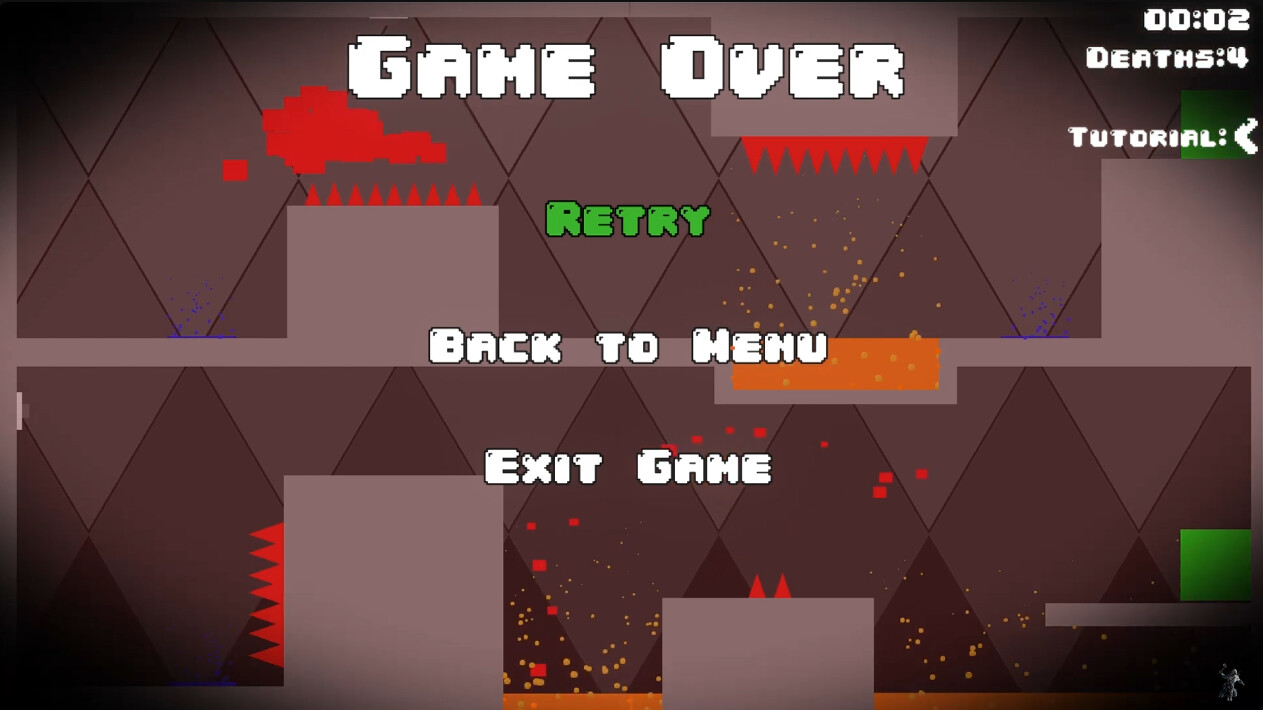 00:02
Game Over
Deaths:4
Tutorial:
Retry
Back to Menu
Exit Game